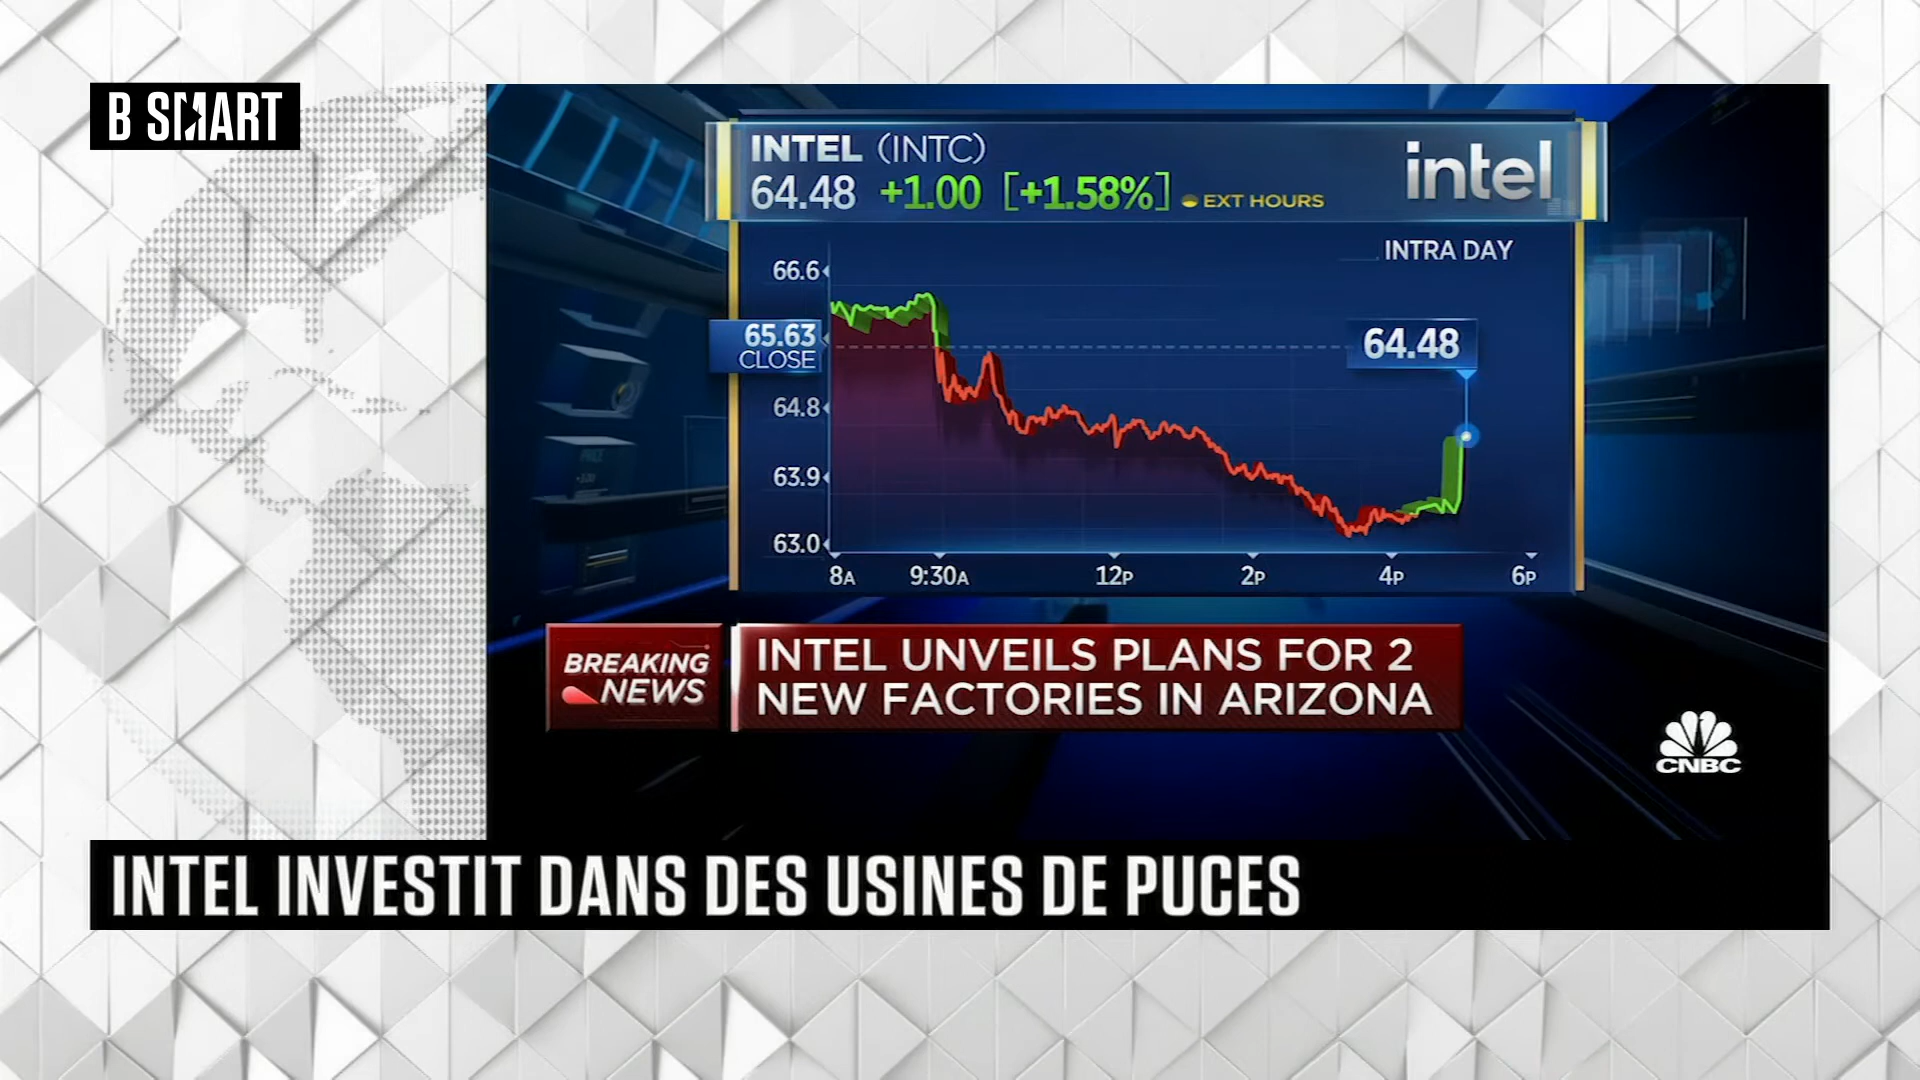 B SMART
INTEL (INTC)
64.48 +1.00 [+1.58%] EXT HOURS
intel
INTRA DAY
66.6
65.63
CLOSE
64.48
64.8
63.9
63.0
8A 9:30A 12P 2P 4P 6P
BREAKING
NEWS
INTEL UNVEILS PLANS FOR 2
NEW FACTORIES IN ARIZONA
CNBC
INTEL INVESTIT DANS DES USINES DE PUCES